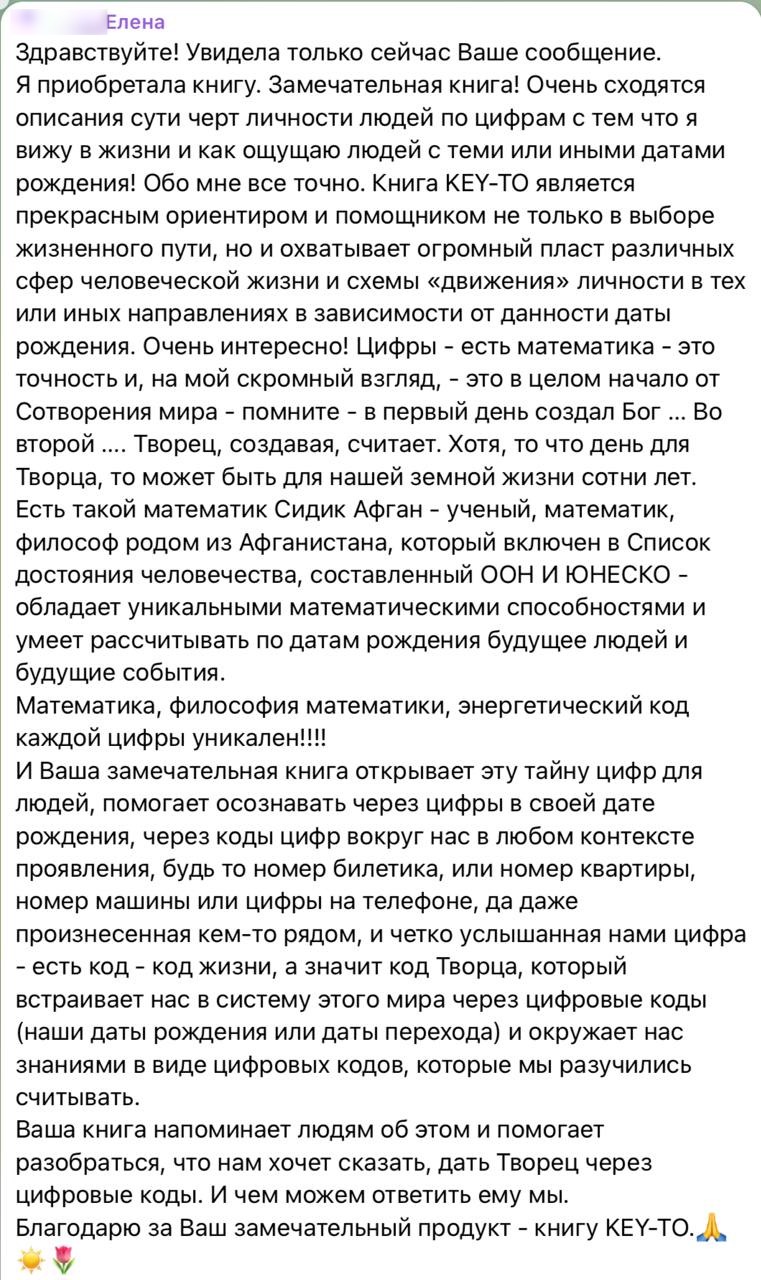 Елена
Здравствуйте! Увидела только сейчас Ваше сообщение.
Я приобретала книгу. Замечательная книга! Очень сходятся
описания сути черт личности людей по цифрам с тем что я
вижу в жизни и как ощущаю людей с теми или иными датами
рождения! Обо мне все точно. Книга KEY-TO является
прекрасным ориентиром и помощником не только в выборе
жизненного пути, но и охватывает огромный пласт различных
сфер человеческой жизни и схемы «движения» личности в тех
или иных направлениях в зависимости от данности даты
рождения. Очень интересно! Цифры - есть математика - это
точность и, на мой скромный взгляд, - это в целом начало от
Сотворения мира - помните - в первый день создал Бог ... Во
второй .... Творец, создавая, считает. Хотя, то что день для
Творца, то может быть для нашей земной жизни сотни лет.
Есть такой математик Сидик Афган - ученый, математик,
философ родом из Афганистана, который включен в Список
достояния человечества, составленный ООН И ЮНЕСКО -
обладает уникальными математическими способностями и
умеет рассчитывать по датам рождения будущее людей и
будущие события.
Математика, философия математики, энергетический код
каждой цифры уникален!!!!
И Ваша замечательная книга открывает эту тайну цифр для
людей, помогает осознавать через цифры в своей дате
рождения, через коды цифр вокруг нас в любом контексте
проявления, будь то номер билетика, или номер квартиры,
номер машины или цифры на телефоне, да даже
произнесенная кем-то рядом, и четко услышанная нами цифра
- есть код - код жизни, а значит код Творца, который
встраивает нас в систему этого мира через цифровые коды
(наши даты рождения или даты перехода) и окружает нас
знаниями в виде цифровых кодов, которые мы разучились
считывать.
Ваша книга напоминает людям об этом и помогает
разобраться, что нам хочет сказать, дать Творец через
цифровые коды. И чем можем ответить ему мы.
Благодарю за Ваш замечательный продукт - книгу KEY-TO.🙏
☀️🌷